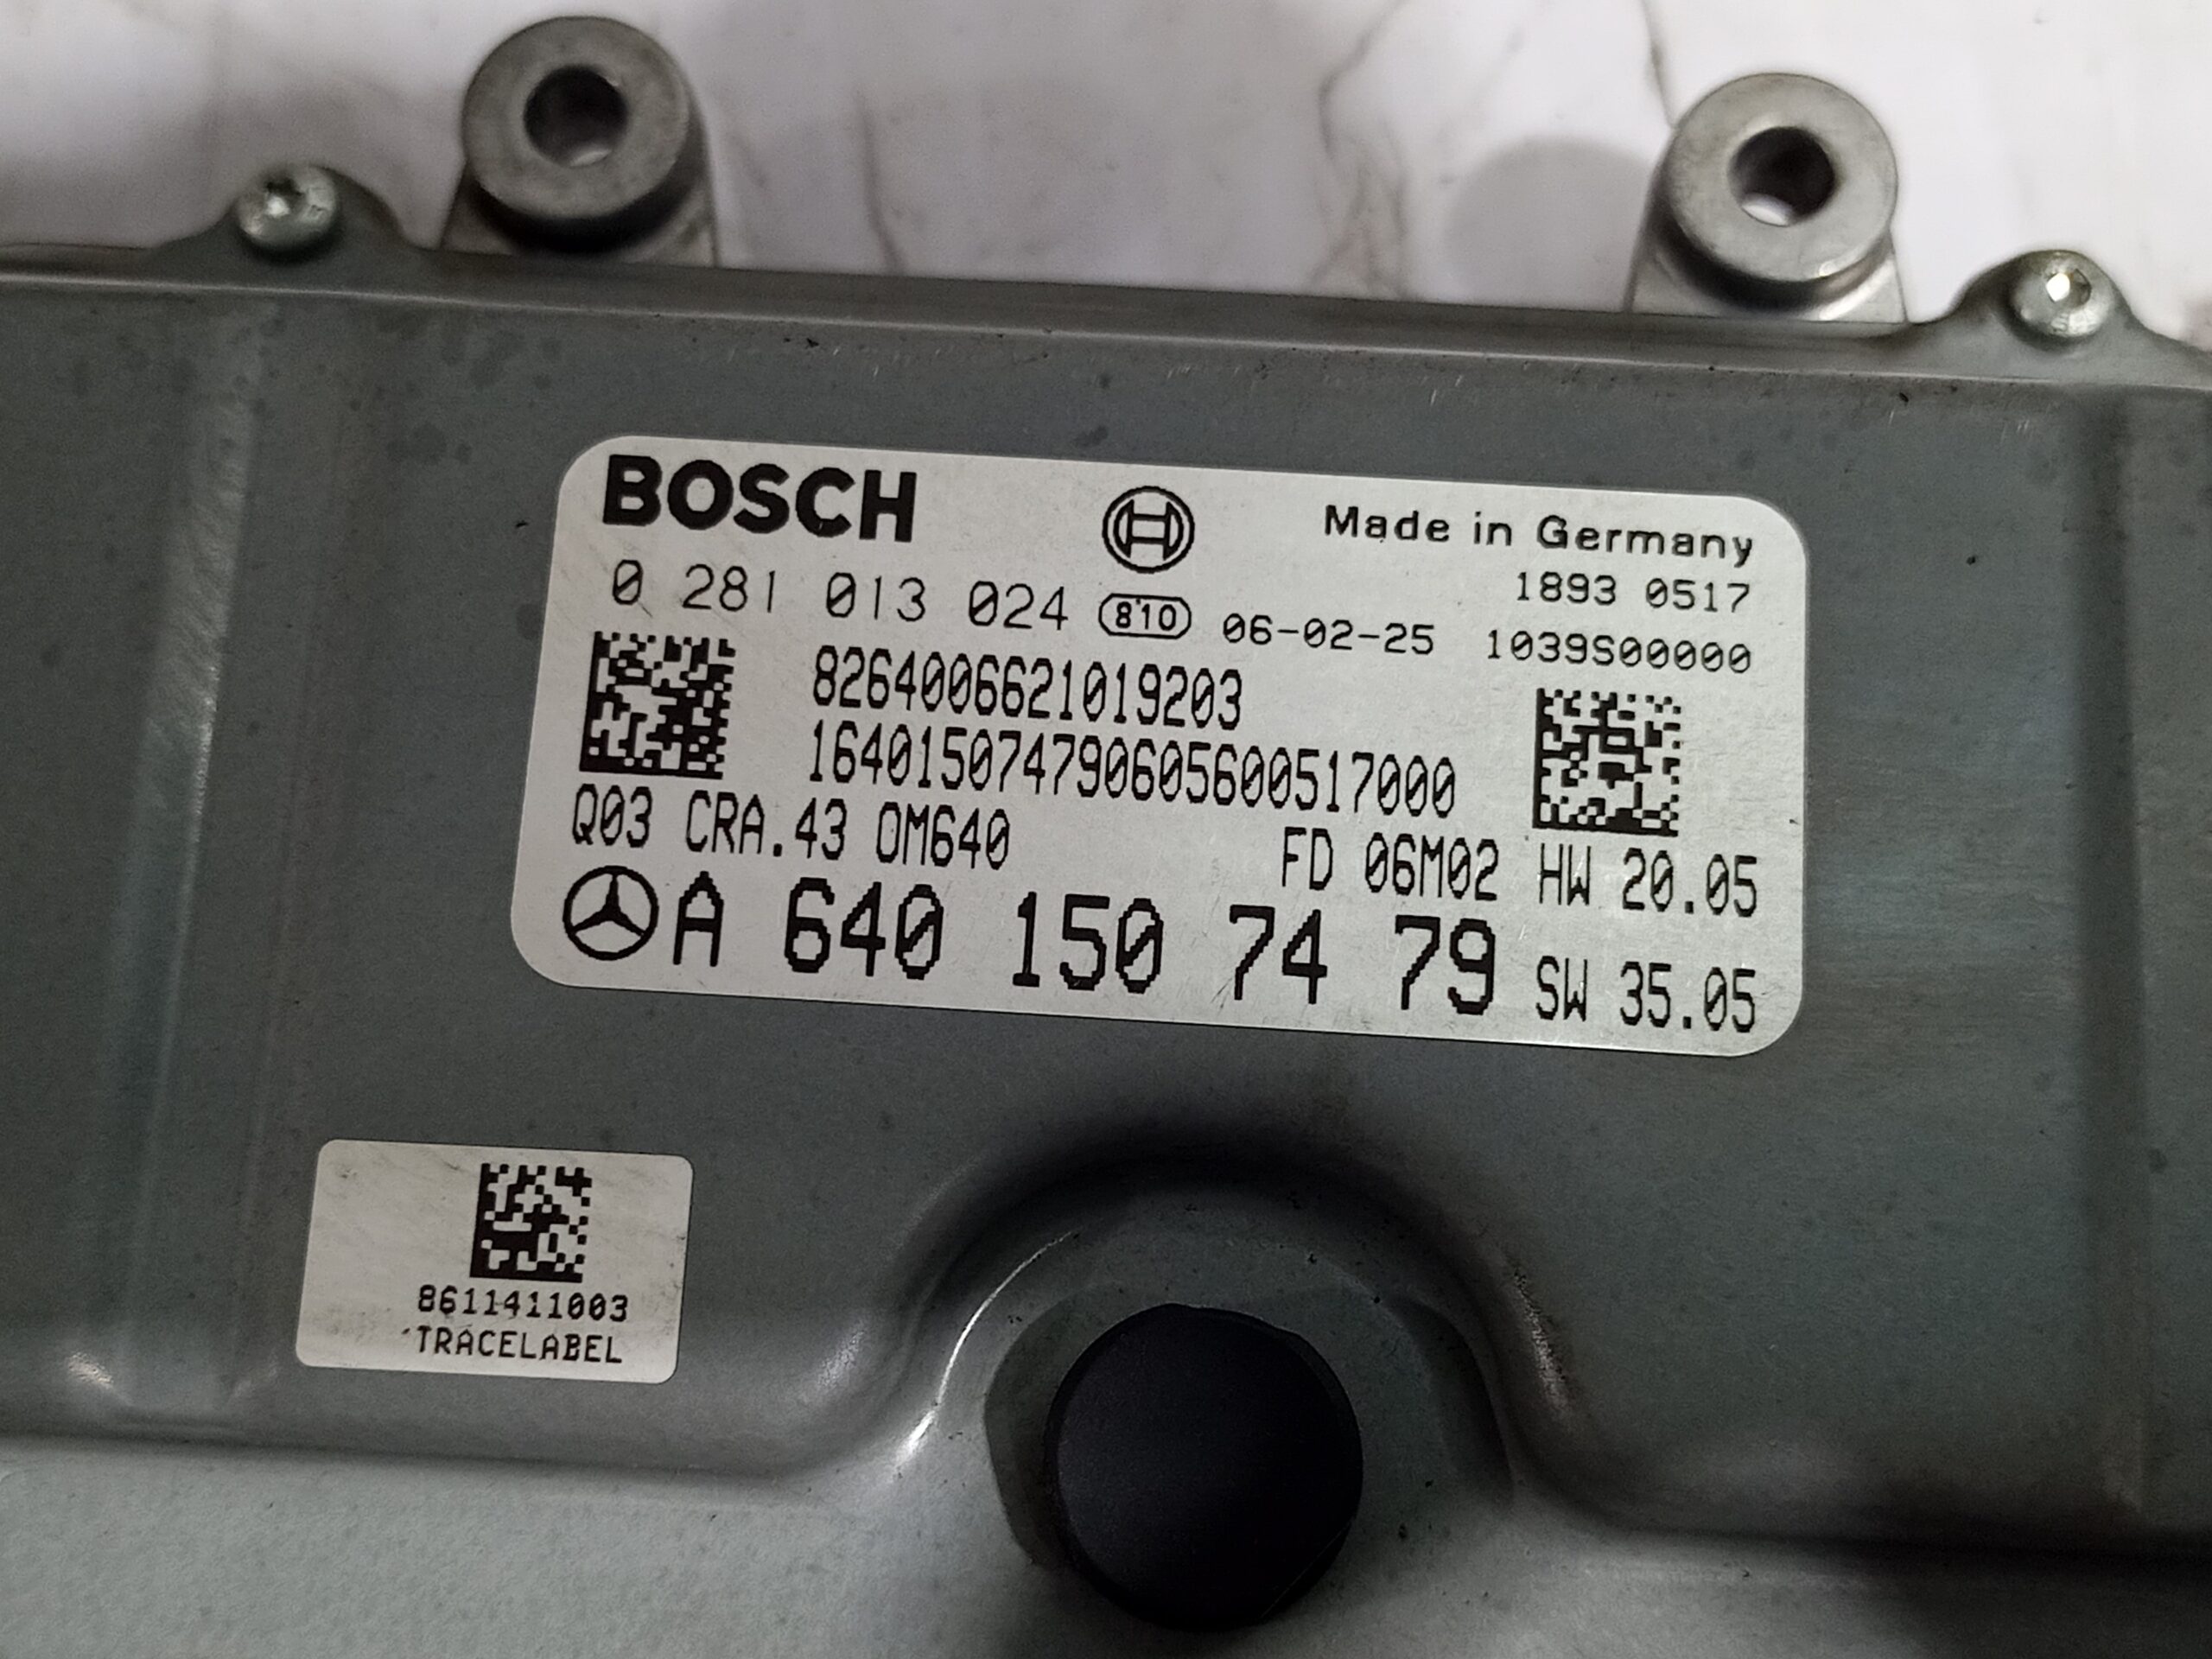 BOSCH
Made in Germany
0 281 013 024 810 06-02-25
1893 0517
1039S00000
8264006621019203
164015074790605600517000
Q03 CRA.43 OM640 FD 06M02 HW 20.05
A 640 150 74 79 SW 35.05
8611411003
TRACELABEL